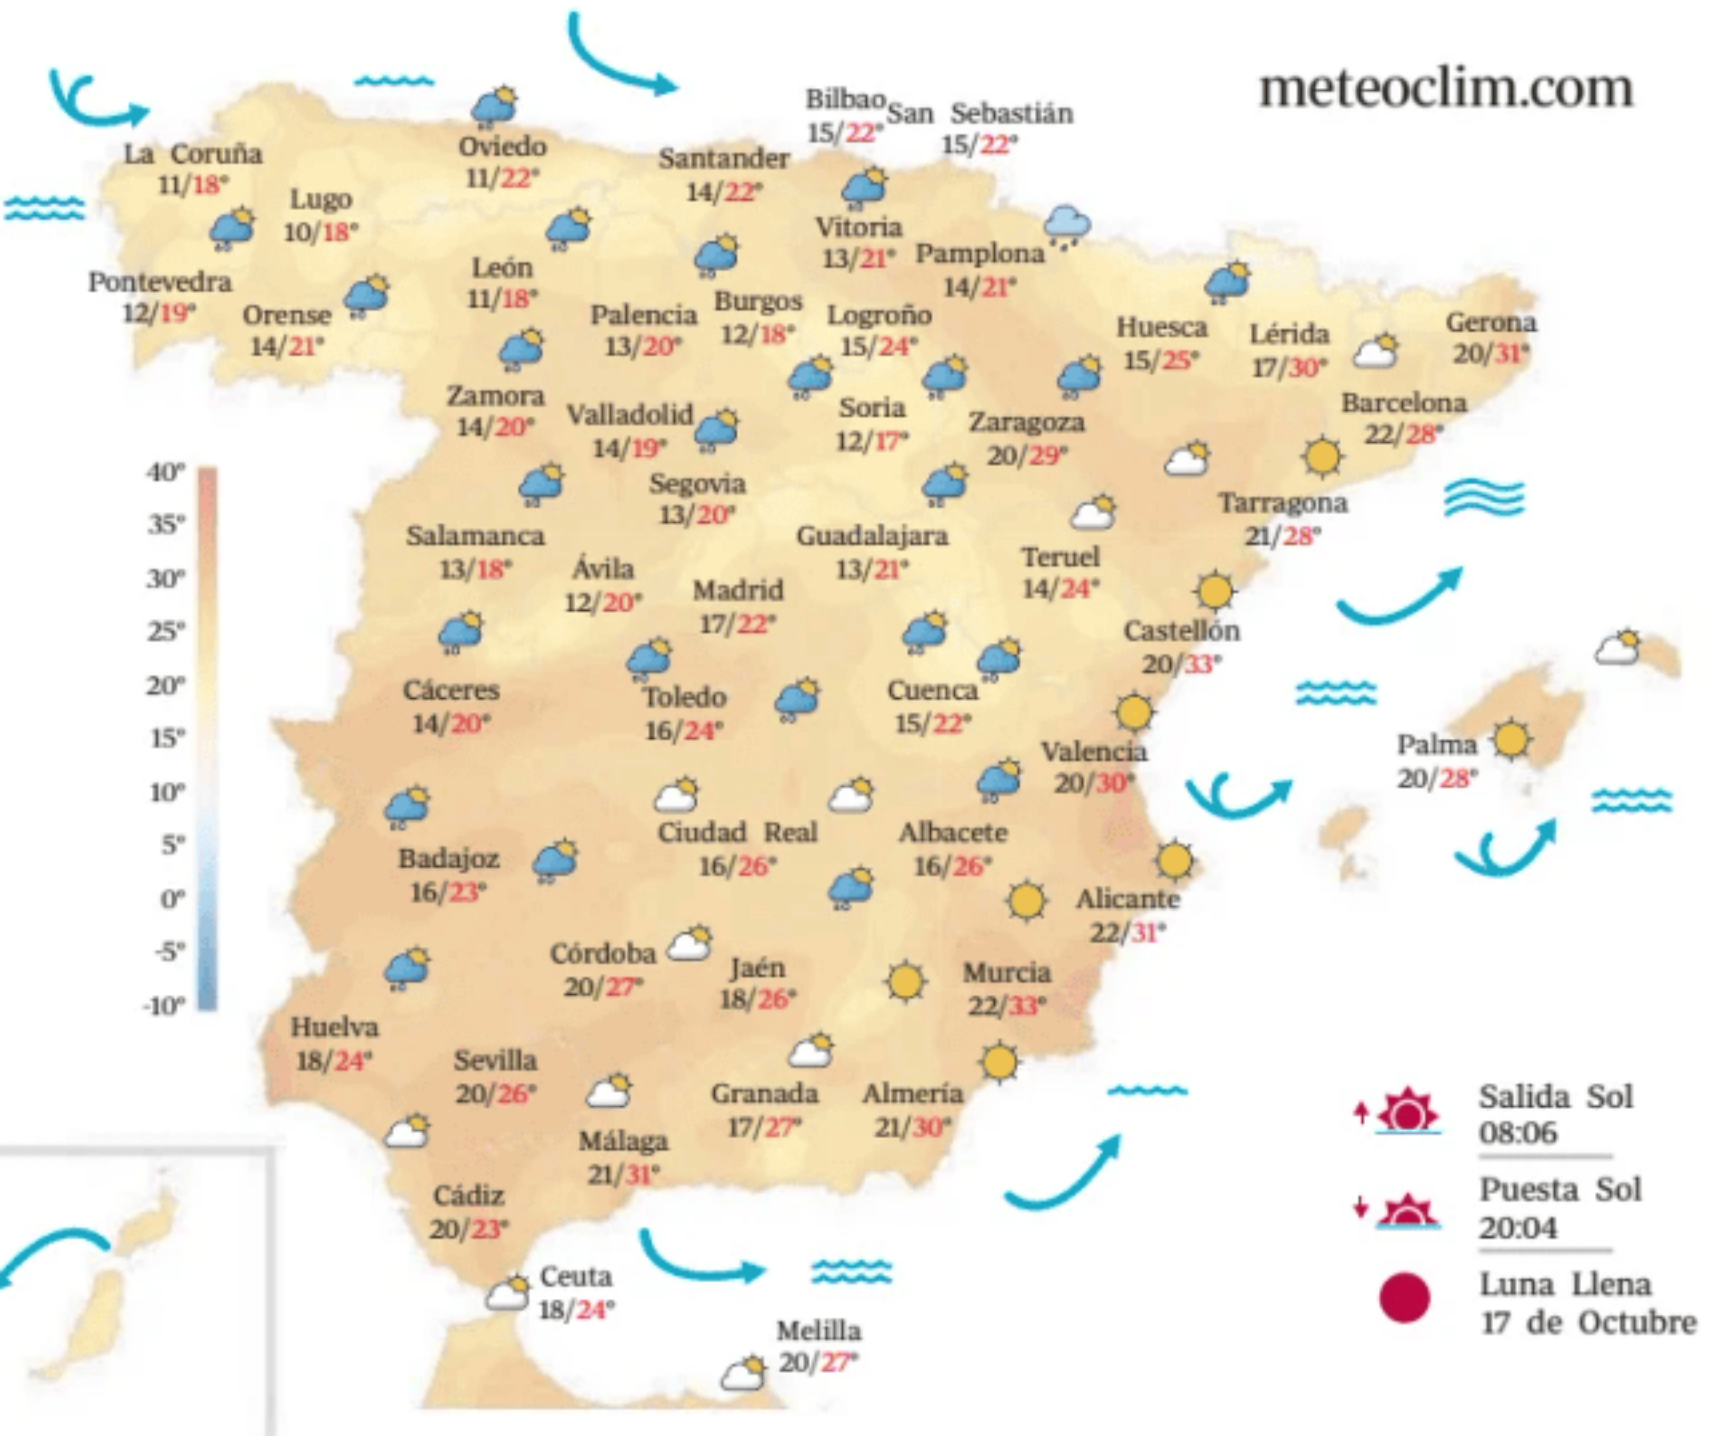 meteoclim.com
Bilbao
15/22°
San Sebastián
15/22°
La Coruña
11/18°
Oviedo
11/22°
Santander
14/22°
Lugo
10/18°
Vitoria
13/21°
Pamplona
14/21°
Pontevedra
12/19°
León
11/18°
Orense
14/21°
Palencia
13/20°
Burgos
12/18°
Logroño
15/24°
Huesca
15/25°
Lérida
17/30°
Gerona
20/31°
Zamora
14/20°
Valladolid
14/19°
Soria
12/17°
Zaragoza
20/29°
Barcelona
22/28°
Segovia
13/20°
Tarragona
21/28°
Salamanca
13/18°
Ávila
12/20°
Madrid
17/22°
Guadalajara
13/21°
Teruel
14/24°
Castellón
20/33°
Cáceres
14/20°
Toledo
16/24°
Cuenca
15/22°
Valencia
20/30°
Palma
20/28°
Badajoz
16/23°
Ciudad Real
16/26°
Albacete
16/26°
Alicante
22/31°
Córdoba
20/27°
Jaén
18/26°
Murcia
22/33°
Huelva
18/24°
Sevilla
20/26°
Granada
17/27°
Almería
21/30°
Málaga
21/31°
Cádiz
20/23°
Ceuta
18/24°
Melilla
20/27°
40°
35°
30°
25°
20°
15°
10°
5°
0°
-5°
-10°
Salida Sol
08:06
Puesta Sol
20:04
Luna Llena
17 de Octubre